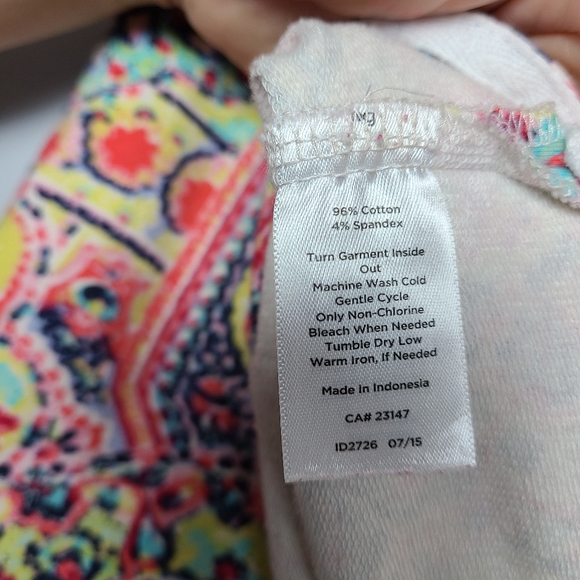 96% Cotton
4% Spandex
Turn Garment Inside
Out
Machine Wash Cold
Gentle Cycle
Only Non-Chlorine
Bleach When Needed
Tumble Dry Low
Warm Iron, If Needed
Made in Indonesia
CA# 23147
ID2726 07/15